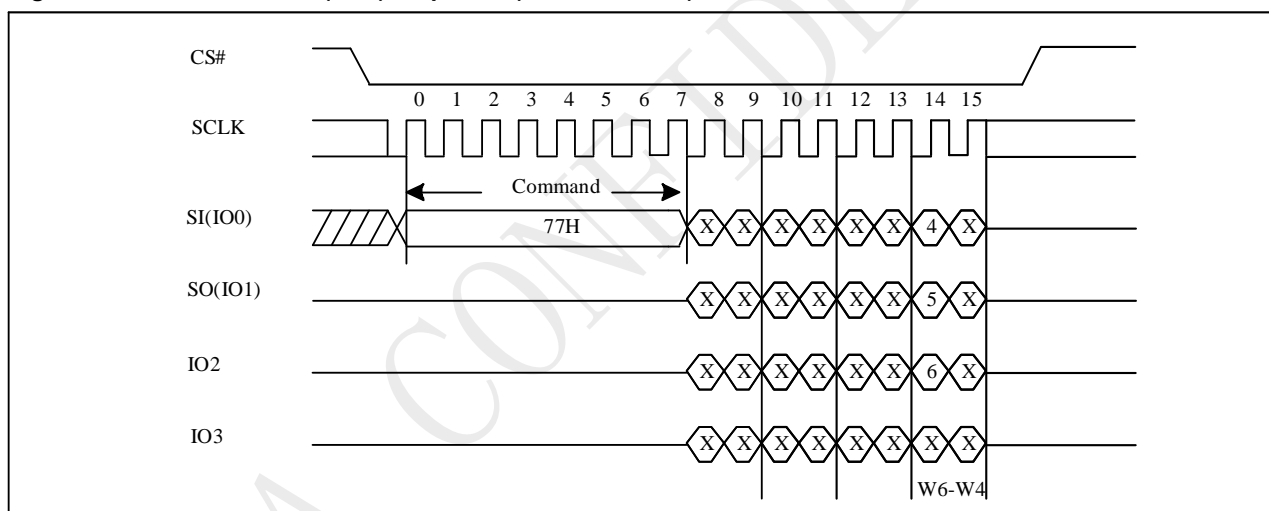 CS#
0 1 2 3 4 5 6 7 8 9 10 11 12 13 14 15
SCLK
Command
SI(IO0) 77H X X X X X X 4 X
SO(IO1) X X X X X X 5 X
IO2 X X X X X X 6 X
IO3 X X X X X X X X
W6-W4